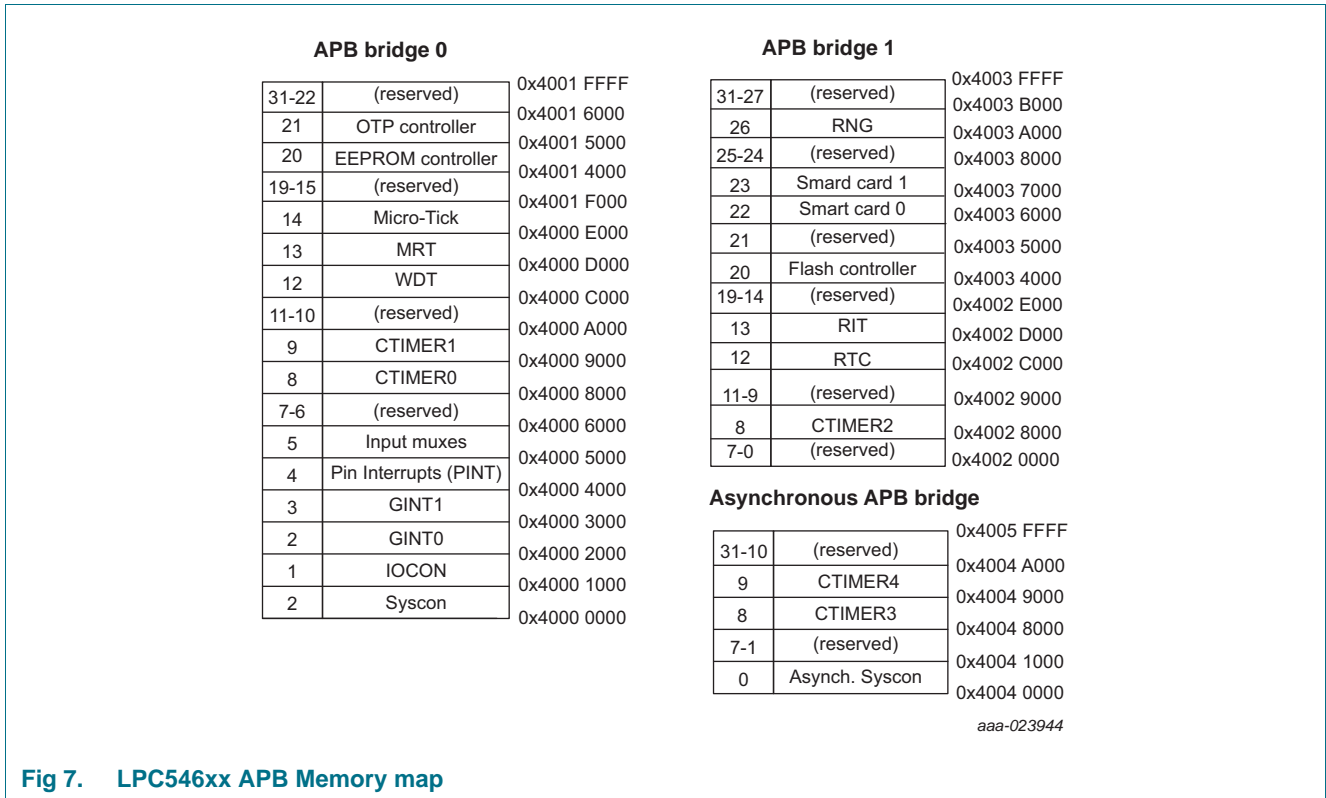 APB bridge 0
31-22 (reserved) 0x4001 FFFF
0x4001 6000
21 OTP controller
0x4001 5000
20 EEPROM controller
0x4001 4000
19-15 (reserved)
0x4001 F000
14 Micro-Tick
0x4000 E000
13 MRT
0x4000 D000
12 WDT
0x4000 C000
11-10 (reserved)
0x4000 A000
9 CTIMER1
0x4000 9000
8 CTIMER0
0x4000 8000
7-6 (reserved)
0x4000 6000
5 Input muxes
0x4000 5000
4 Pin Interrupts (PINT)
0x4000 4000
3 GINT1
0x4000 3000
2 GINT0
0x4000 2000
1 IOCON
0x4000 1000
2 Syscon
0x4000 0000
APB bridge 1
0x4003 FFFF
31-27 (reserved)
0x4003 B000
26 RNG
0x4003 A000
25-24 (reserved)
0x4003 8000
23 Smard card 1
0x4003 7000
22 Smart card 0
0x4003 6000
21 (reserved)
0x4003 5000
20 Flash controller
0x4003 4000
19-14 (reserved)
0x4002 E000
13 RIT
0x4002 D000
12 RTC
0x4002 C000
11-9 (reserved)
0x4002 9000
8 CTIMER2
0x4002 8000
7-0 (reserved)
0x4002 0000
Asynchronous APB bridge
0x4005 FFFF
31-10 (reserved)
0x4004 A000
9 CTIMER4
0x4004 9000
8 CTIMER3
0x4004 8000
7-1 (reserved)
0x4004 1000
0 Asynch. Syscon
0x4004 0000
aaa-023944
Fig 7. LPC546xx APB Memory map